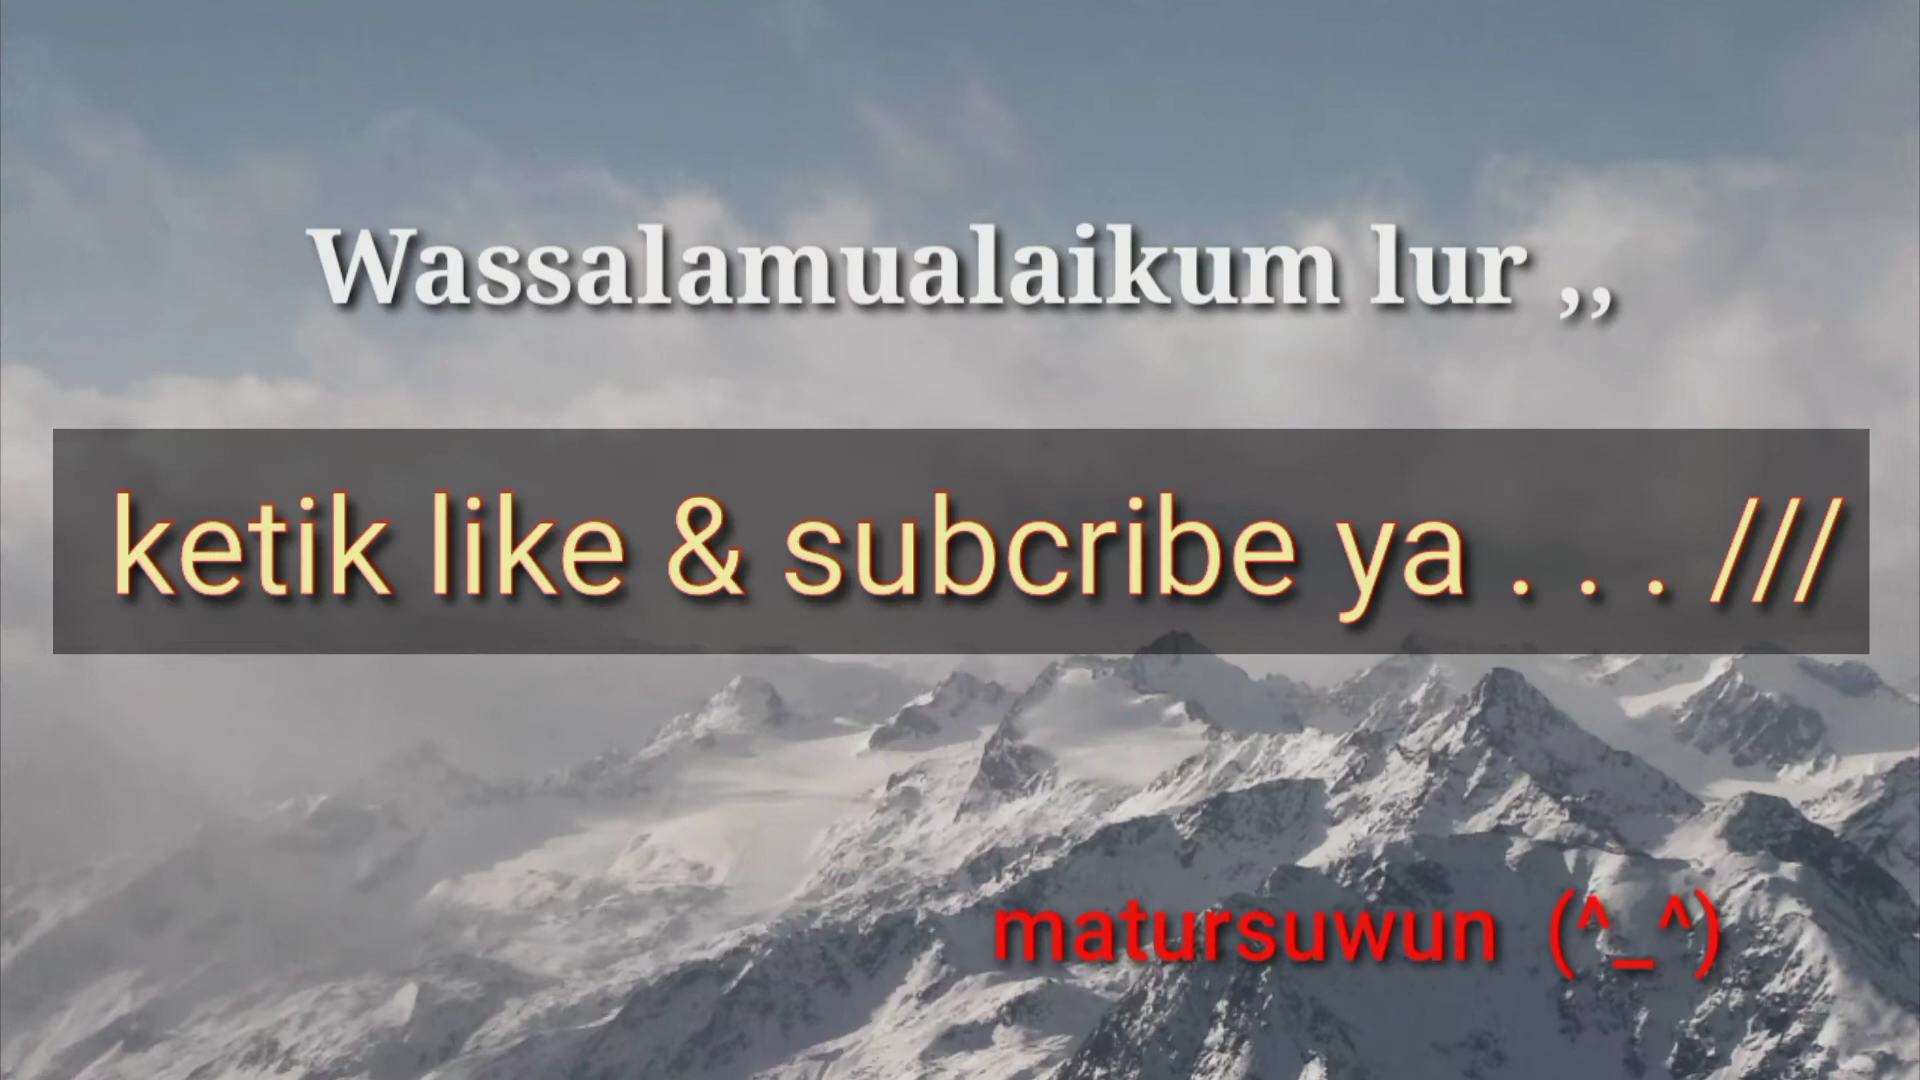 Wassalamualaikum lur ,,
ketik like & subcribe ya . . . ///
matursuwun (^_^)